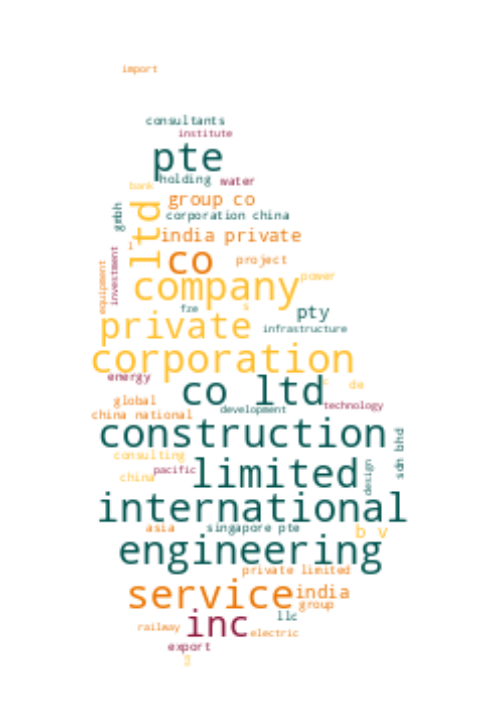 import
consultants
institute
pte
holding water
bank
group co
gmbh
corporation china
ltd
india private
l
co
project
equipment
investment
company
power
s
fze
pty
private
infrastructure
corporation
energy
co ltd
c
de
global
development
technology
china national
construction
sdn bhd
consulting
pacific
limited
china
design
international
asia
singapore pte
b v
engineering
private limited
service
india
group
inc
llc
railway
electric
export